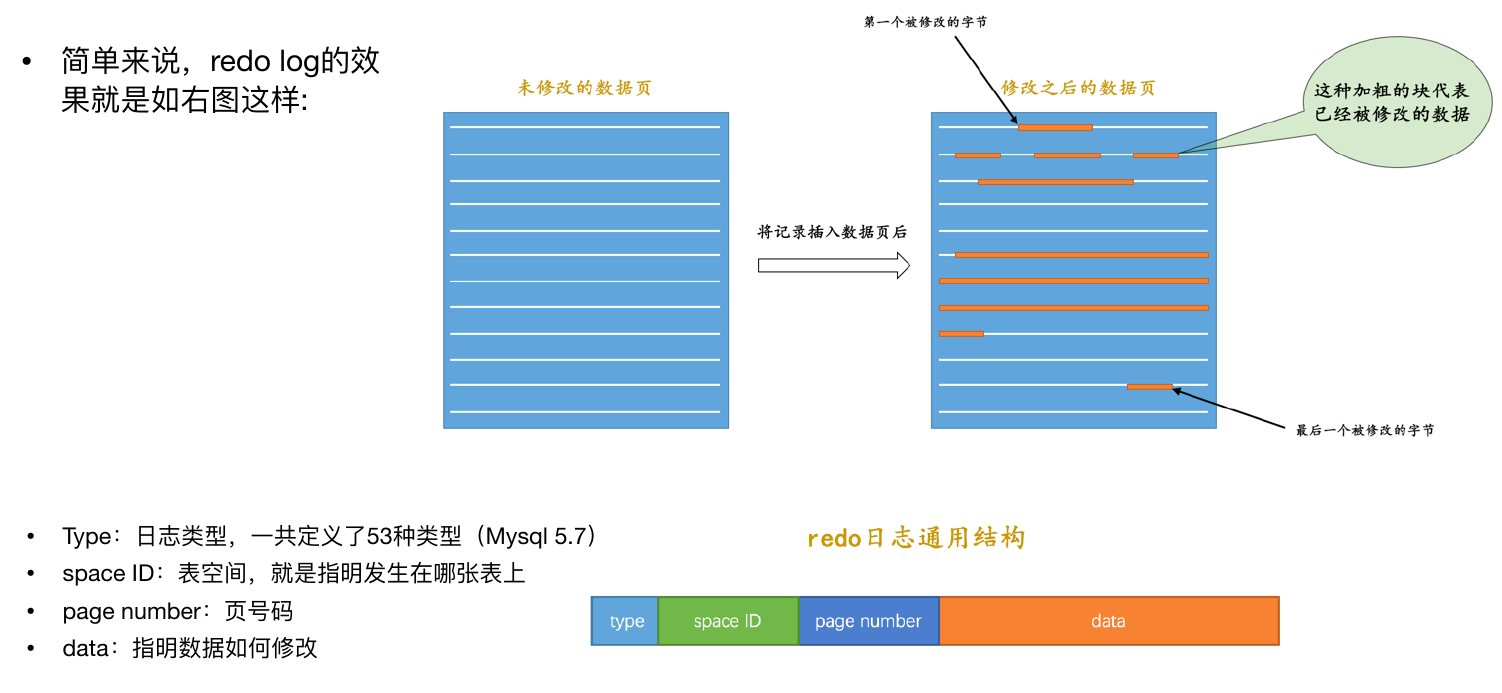 • 简单来说，redo log的效
果就是如右图这样:
第一个被修改的字节
未修改的数据页
修改之后的数据页
这种加粗的块代表
已经被修改的数据
将记录插入数据页后
最后一个被修改的字节
• Type：日志类型，一共定义了53种类型（Mysql 5.7）
• space ID：表空间，就是指明发生在哪张表上
• page number：页号码
• data：指明数据如何修改
redo日志通用结构
type space ID page number data